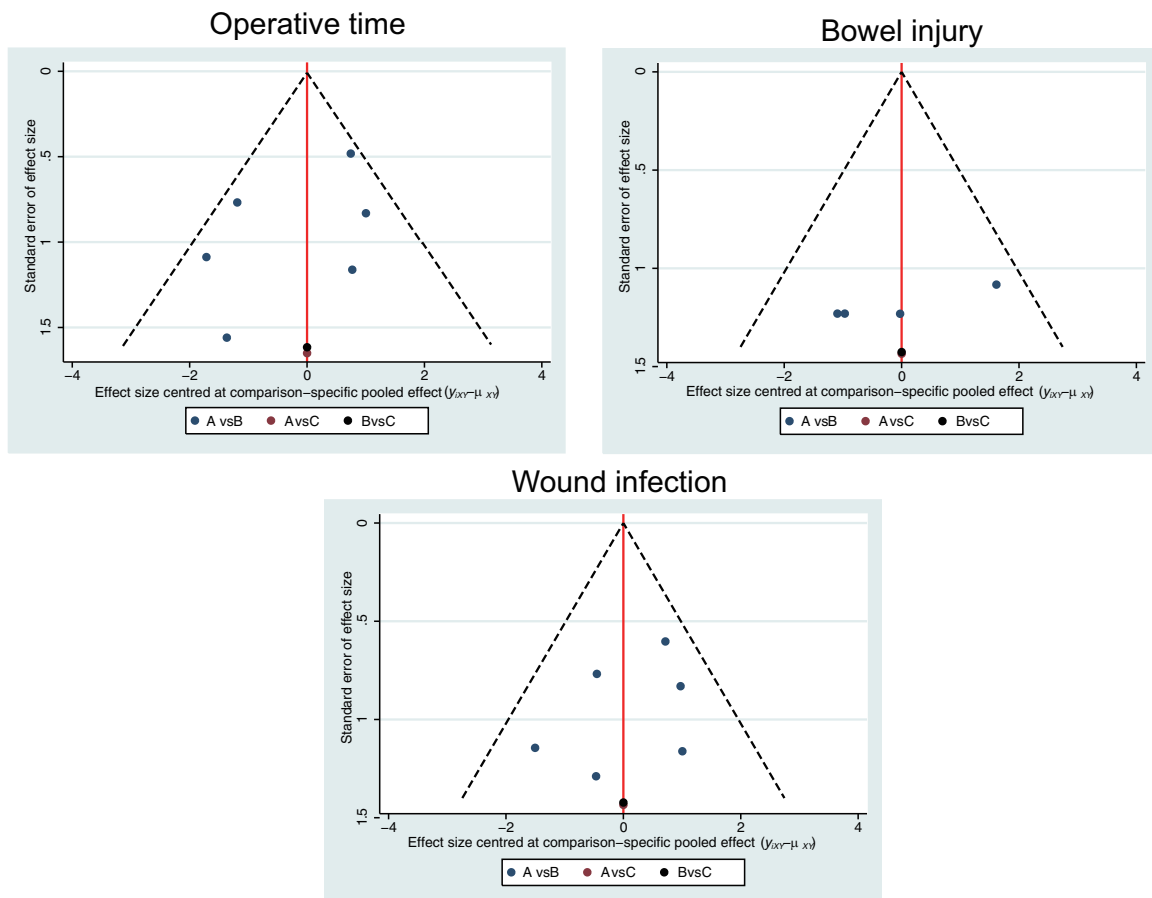 Operative time
0
.5
1
1.5
Standard error of effect size
−4 −2 0 2 4
Effect size centred at comparison−specific pooled effect (yiXY−μ XY)
A vsB AvsC BvsC
Bowel injury
0
.5
1
1.5
Standard error of effect size
−4 −2 0 2 4
Effect size centred at comparison−specific pooled effect (yiXY−μ XY)
A vsB AvsC BvsC
Wound infection
0
.5
1
1.5
Standard error of effect size
−4 −2 0 2 4
Effect size centred at comparison−specific pooled effect (yiXY−μ XY)
A vsB AvsC BvsC